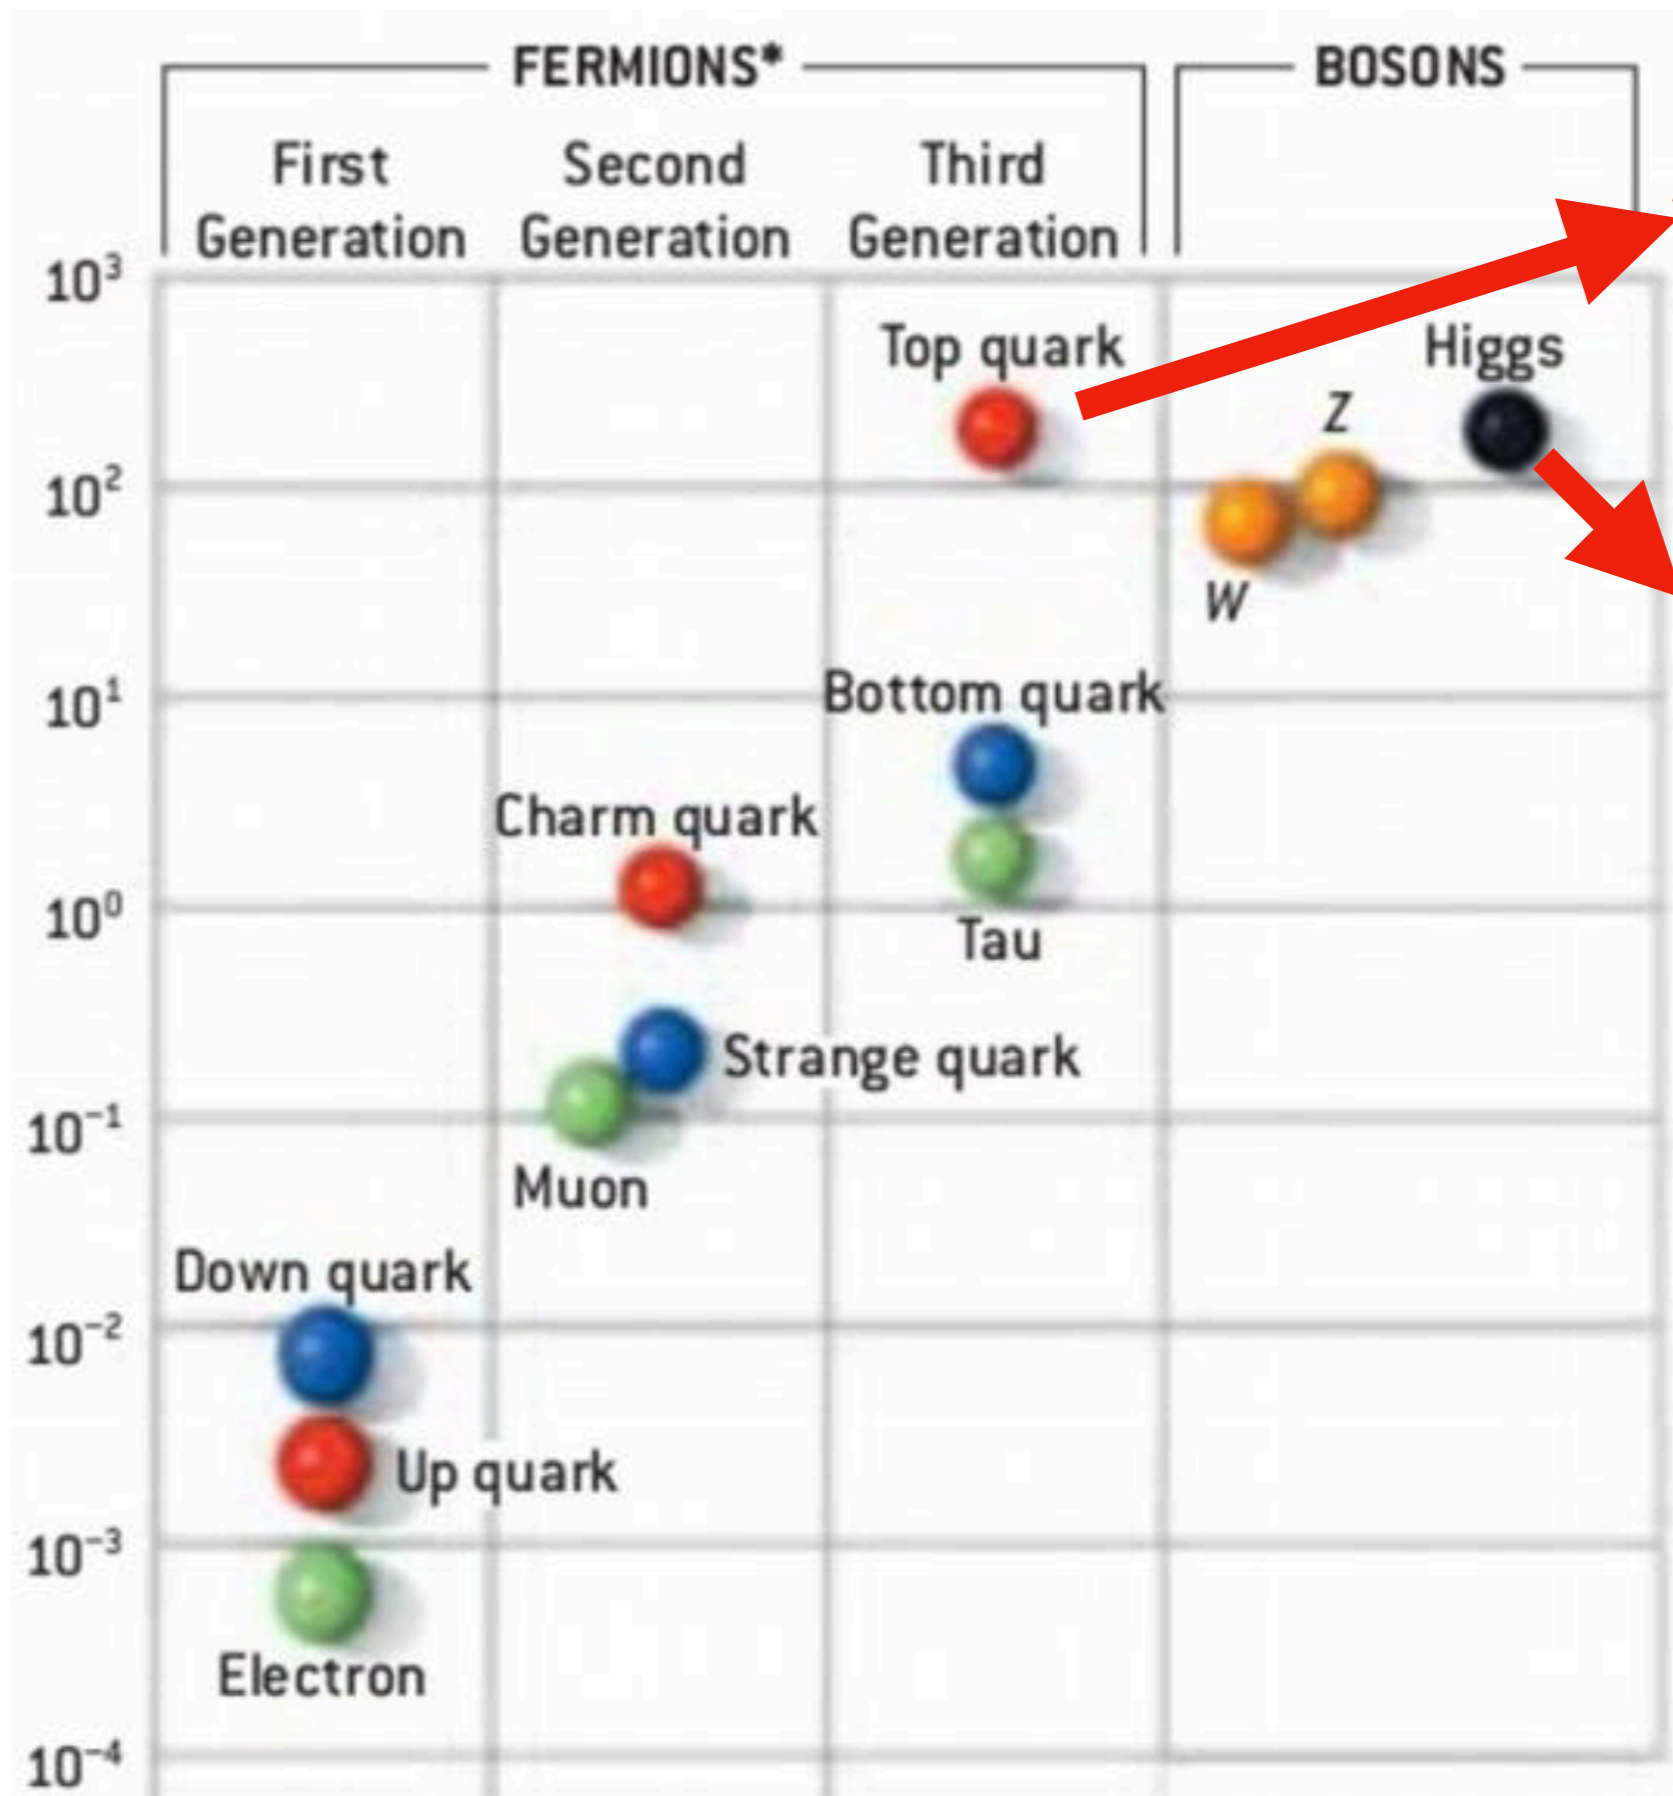 FERMIONS*
BOSONS
First
Generation
Second
Generation
Third
Generation
10³
Top quark
Higgs
Z
10²
W
10¹
Bottom quark
Charm quark
10⁰
Tau
Strange quark
10⁻¹
Muon
Down quark
10⁻²
Up quark
10⁻³
Electron
10⁻⁴